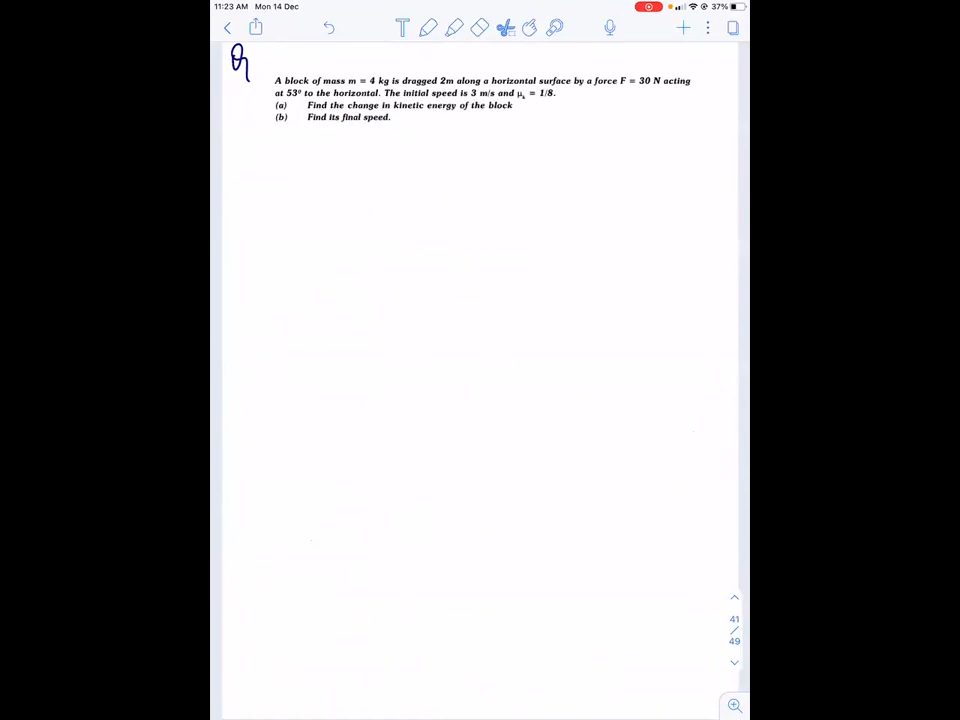 11:23 AM Mon 14 Dec
37%
T
Q
A block of mass m = 4 kg is dragged 2m along a horizontal surface by a force F = 30 N acting
at 53⁰ to the horizontal. The initial speed is 3 m/s and μₖ = 1/8.
(a) Find the change in kinetic energy of the block
(b) Find its final speed.
41
/
49